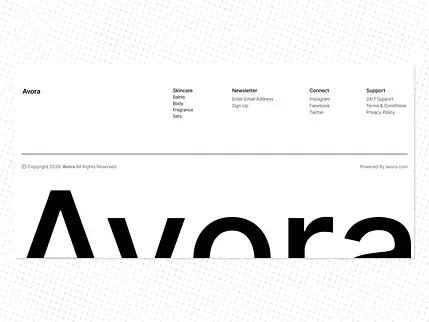 Avora
Skincare
Balms
Body
Fragrance
Sets
Newsletter
Enter Email Address
Sign Up
Connect
Instagram
Facebook
Twitter
Support
24/7 Support
Terms & Conditions
Privacy Policy
© Copyright 2026. Avora All Rights Reserved.
Powered By avora.com
Avora